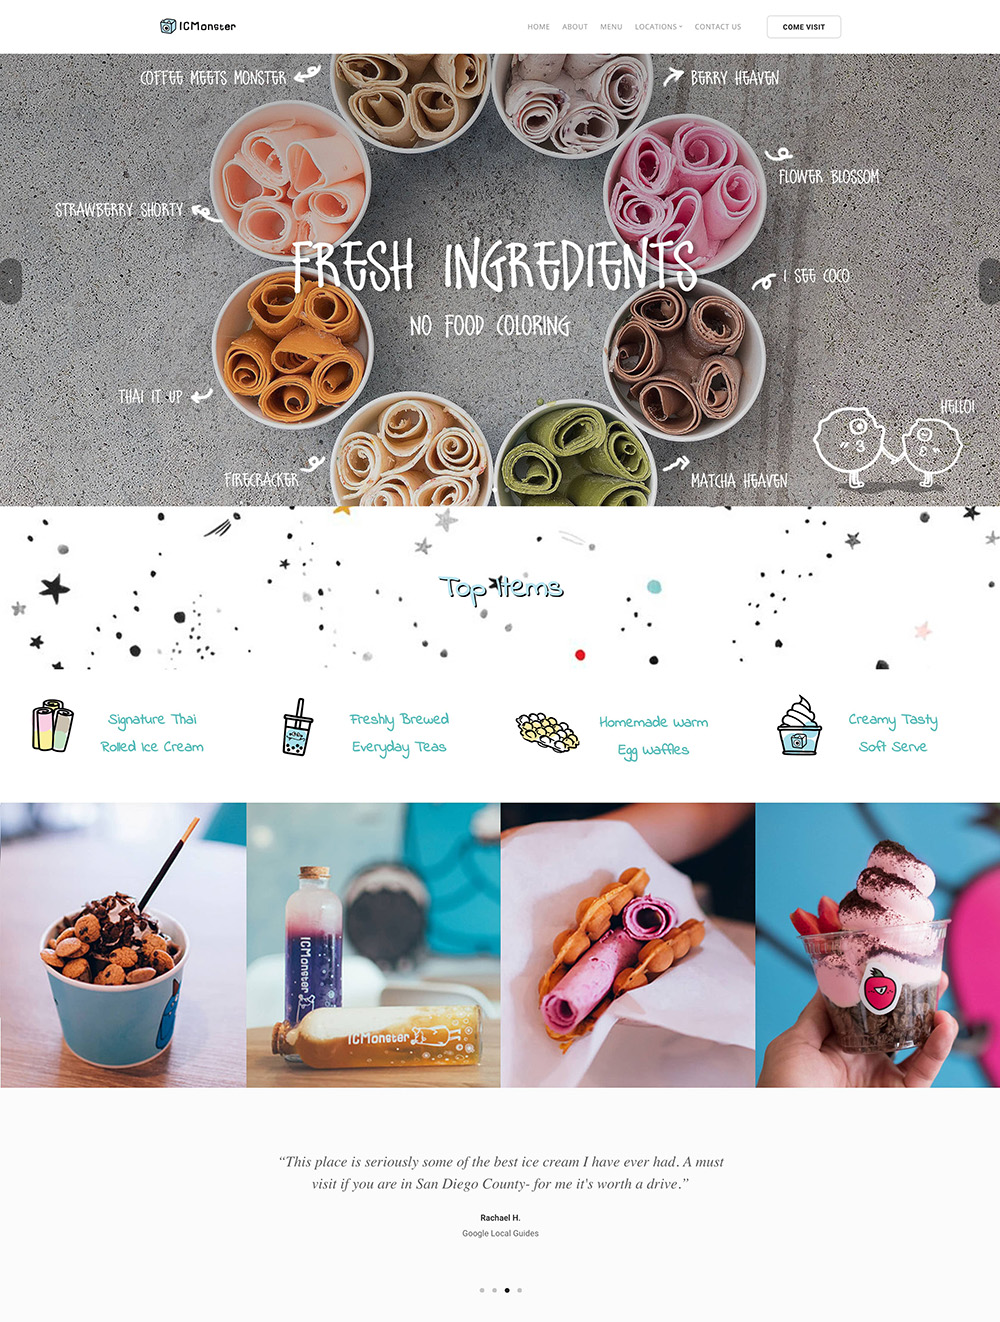 ICMonster
HOME ABOUT MENU LOCATIONS CONTACT US COME VISIT
COFFEE MEETS MONSTER
BERRY HEAVEN
FLOWER BLOSSOM
STRAWBERRY SHORTY
FRESH INGREDIENTS
I SEE COCO
NO FOOD COLORING
THAI IT UP
HELLO!
FIRECRACKER
MATCHA HEAVEN
Top Items
Signature Thai
Rolled Ice Cream
Freshly Brewed
Everyday Teas
Homemade Warm
Egg Waffles
Creamy Tasty
Soft Serve
ICMonster
ICMonster
“This place is seriously some of the best ice cream I have ever had. A must
visit if you are in San Diego County- for me it's worth a drive.”
Rachael H.
Google Local Guides